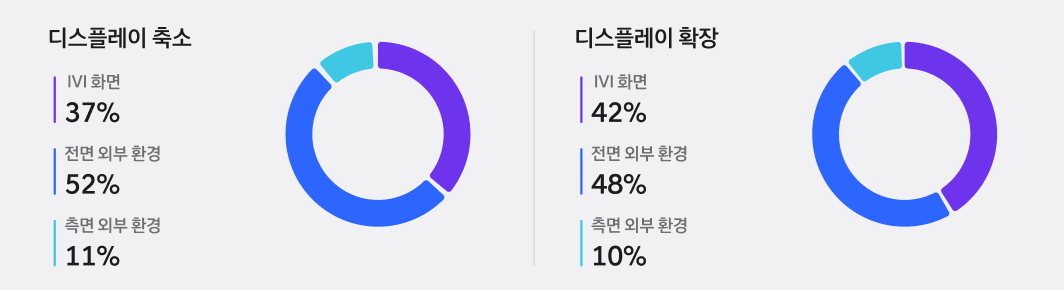 디스플레이 축소
IVI 화면
37%
전면 외부 환경
52%
측면 외부 환경
11%
디스플레이 확장
IVI 화면
42%
전면 외부 환경
48%
측면 외부 환경
10%